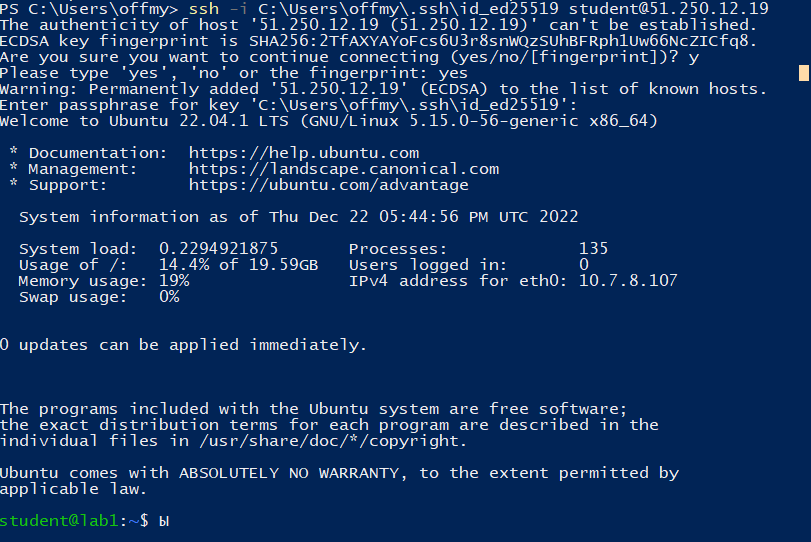 PS C:\Users\offmy> ssh -i C:\Users\offmy\.ssh\id_ed25519 student@51.250.12.19
The authenticity of host '51.250.12.19 (51.250.12.19)' can't be established.
ECDSA key fingerprint is SHA256:2TfAXYAYoFcs6U3r8snWQzSUhBFRph1Uw66NcZICfq8.
Are you sure you want to continue connecting (yes/no/[fingerprint])? y
Please type 'yes', 'no' or the fingerprint: yes
Warning: Permanently added '51.250.12.19' (ECDSA) to the list of known hosts.
Enter passphrase for key 'C:\Users\offmy\.ssh\id_ed25519':
Welcome to Ubuntu 22.04.1 LTS (GNU/Linux 5.15.0-56-generic x86_64)
* Documentation: https://help.ubuntu.com
* Management: https://landscape.canonical.com
* Support: https://ubuntu.com/advantage
System information as of Thu Dec 22 05:44:56 PM UTC 2022
System load: 0.2294921875 Processes: 135
Usage of /: 14.4% of 19.59GB Users logged in: 0
Memory usage: 19% IPv4 address for eth0: 10.7.8.107
Swap usage: 0%
0 updates can be applied immediately.
The programs included with the Ubuntu system are free software;
the exact distribution terms for each program are described in the
individual files in /usr/share/doc/*/copyright.
Ubuntu comes with ABSOLUTELY NO WARRANTY, to the extent permitted by
applicable law.
student@lab1:~$ ы